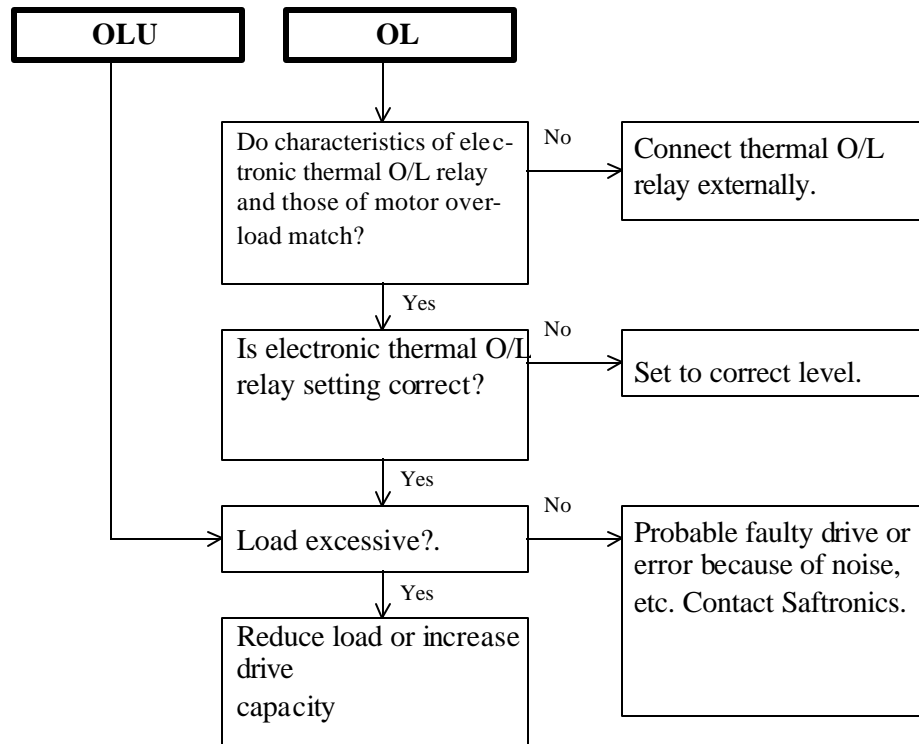 OLU
OL
Do characteristics of elec-
tronic thermal O/L relay
and those of motor over-
load match?
No
Connect thermal O/L
relay externally.
Yes
Is electronic thermal O/L
relay setting correct?
No
Set to correct level.
Yes
Load excessive?.
No
Probable faulty drive or
error because of noise,
etc. Contact Saftronics.
Yes
Reduce load or increase
drive
capacity